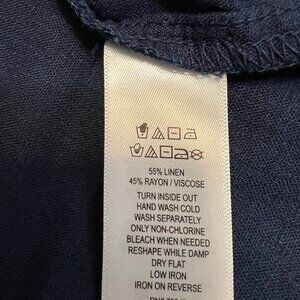 55% LINEN
45% RAYON / VISCOSE
TURN INSIDE OUT
HAND WASH COLD
WASH SEPARATELY
ONLY NON-CHLORINE
BLEACH WHEN NEEDED
RESHAPE WHILE DAMP
DRY FLAT
LOW IRON
IRON ON REVERSE